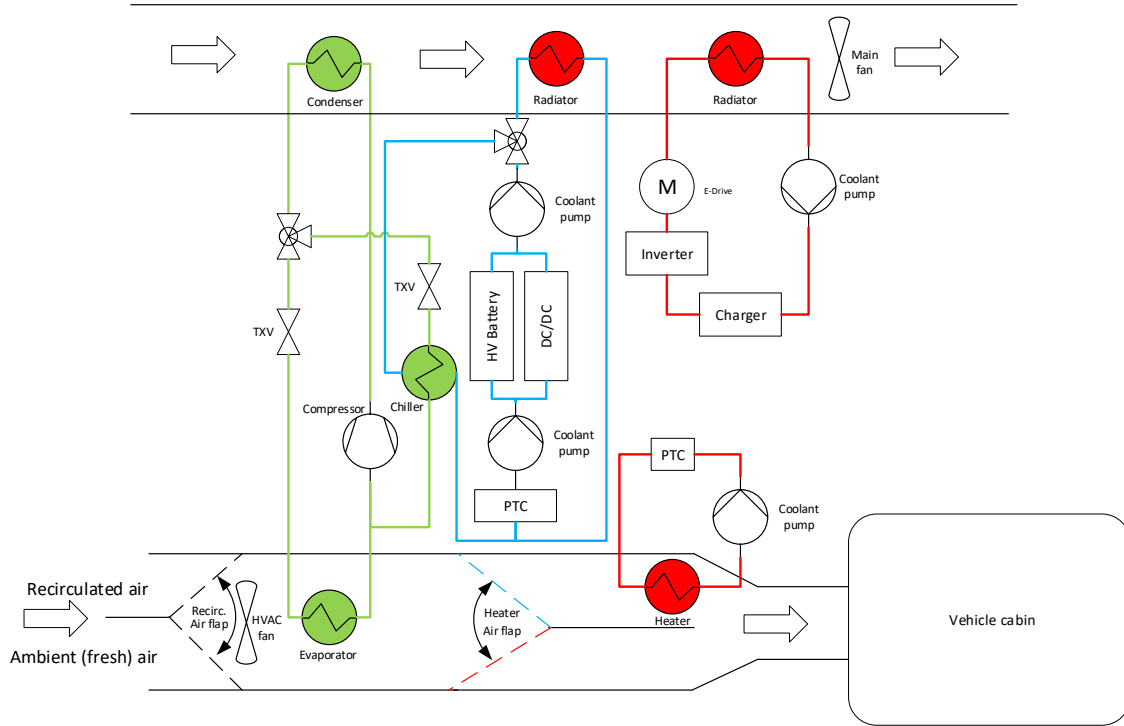 Condenser
Radiator
Radiator
Main
fan
Coolant
pump
M
E-Drive
Coolant
pump
Inverter
TXV
Charger
TXV
HV Battery
DC/DC
Chiller
Compressor
Coolant
pump
PTC
PTC
Coolant
pump
Recirculated air
Recirc.
Air flap
HVAC
fan
Heater
Air flap
Heater
Vehicle cabin
Ambient (fresh) air
Evaporator